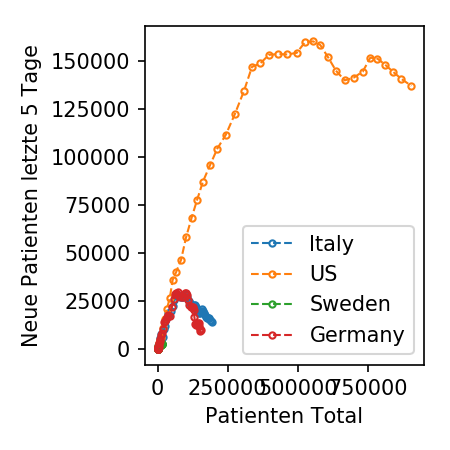 Neue Patienten letzte 5 Tage
150000
125000
100000
75000
50000
25000
0
Italy
US
Sweden
Germany
0 250000 500000 750000
Patienten Total